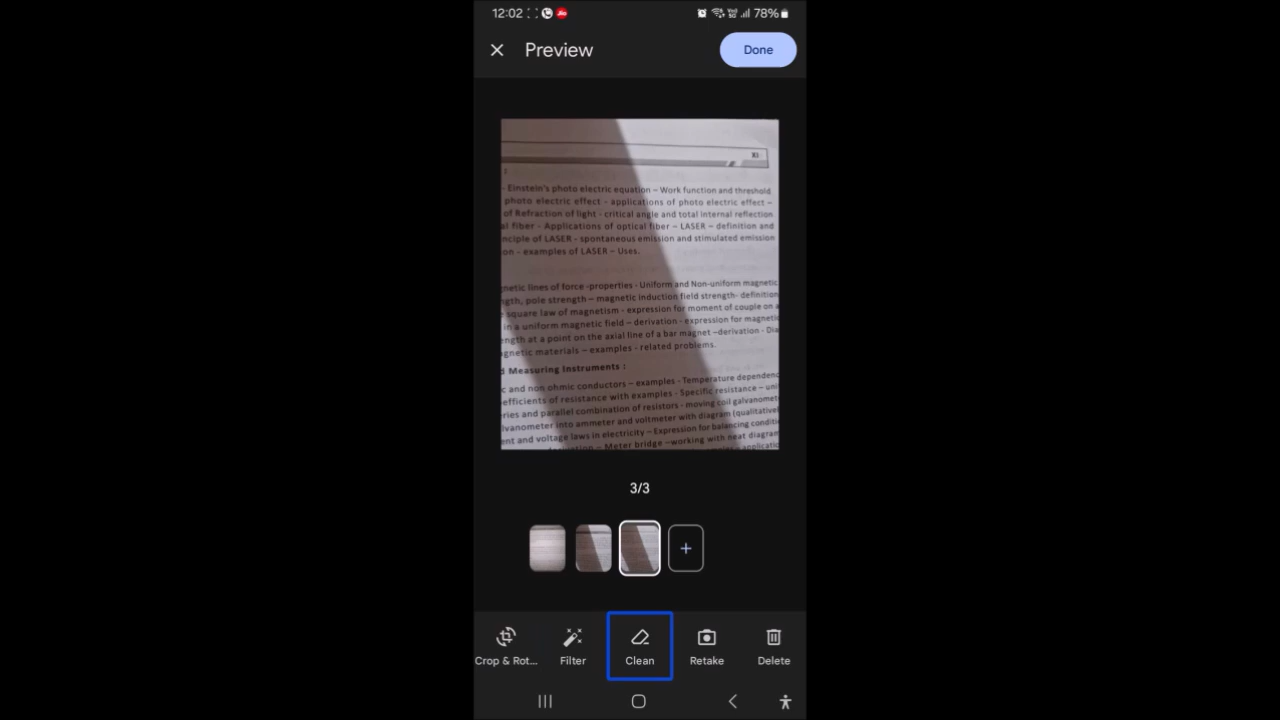 12:02 Jio 78%
Preview
Done
XI
:
- Einstein's photo electric equation – Work function and threshold
photo electric effect - applications of photo electric effect –
of Refraction of light - critical angle and total internal reflection
al fiber - Applications of optical fiber – LASER – definition and
nciple of LASER - spontaneous emission and stimulated emission
on - examples of LASER – Uses.
gnetic lines of force -properties - Uniform and Non-uniform magnetic
ngth, pole strength – magnetic induction field strength- definition
square law of magnetism - expression for moment of couple on a
in a uniform magnetic field – derivation - expression for magnetic
ength at a point on the axial line of a bar magnet –derivation - Dia
agnetic materials – examples - related problems.
d Measuring Instruments :
c and non ohmic conductors – examples - Temperature dependenc
efficients of resistance with examples - Specific resistance – uni
ries and parallel combination of resistors - moving coil galvanomet
lvanometer into ammeter and voltmeter with diagram (qualitative
ent and voltage laws in electricity – Expression for balancing conditi
derivation – Meter bridge –working with neat diagram
applicatio
3/3
Crop & Rot...
Filter
Clean
Retake
Delete